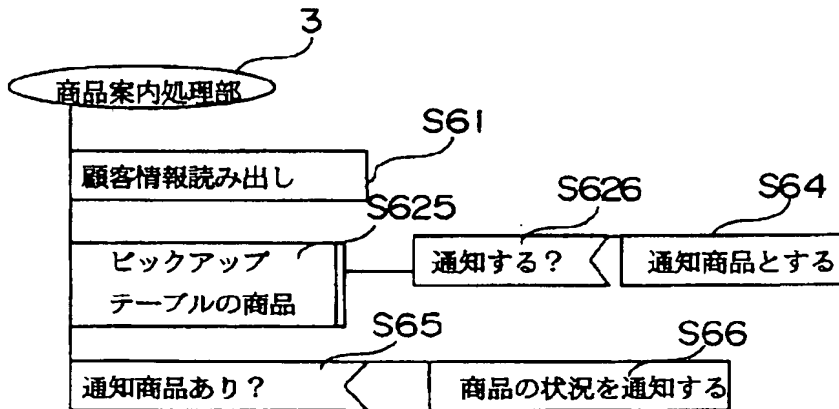 3
商品案内処理部
S61
顧客情報読み出し
S625
S626
S64
ピックアップ
テーブルの商品
通知する?
通知商品とする
S65
S66
通知商品あり?
商品の状況を通知する